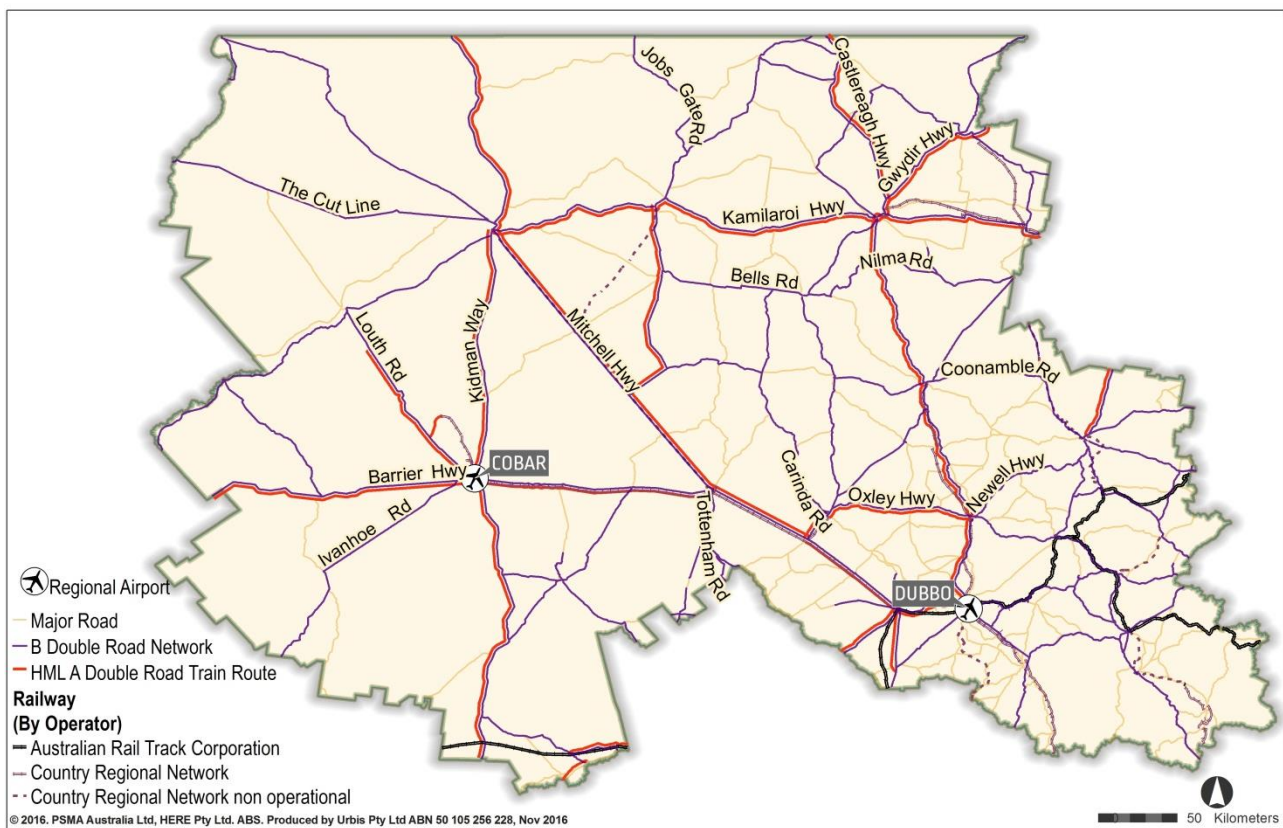 Jobs Gate Rd
Castlereagh Hwy
Gwydir Hwy
The Cut Line
Kamilaroi Hwy
Nilma Rd
Bells Rd
Louth Rd
Kidman Way
Mitchell Hwy
Coonamble Rd
COBAR
Barrier Hwy
Carinda Rd
Newell Hwy
Oxley Hwy
Tottenham Rd
Ivanhoe Rd
DUBBO
Regional Airport
Major Road
B Double Road Network
HML A Double Road Train Route
Railway
(By Operator)
Australian Rail Track Corporation
Country Regional Network
Country Regional Network non operational
© 2016. PSMA Australia Ltd, HERE Pty Ltd. ABS. Produced by Urbis Pty Ltd ABN 50 105 256 228, Nov 2016
50 Kilometers